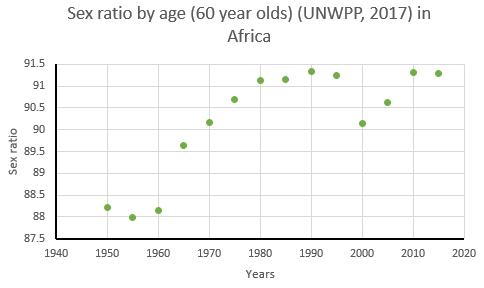 Sex ratio by age (60 year olds) (UNWPP, 2017) in
Africa
91.5
91
90.5
90
89.5
89
88.5
88
87.5
Sex ratio
1940 1950 1960 1970 1980 1990 2000 2010 2020
Years